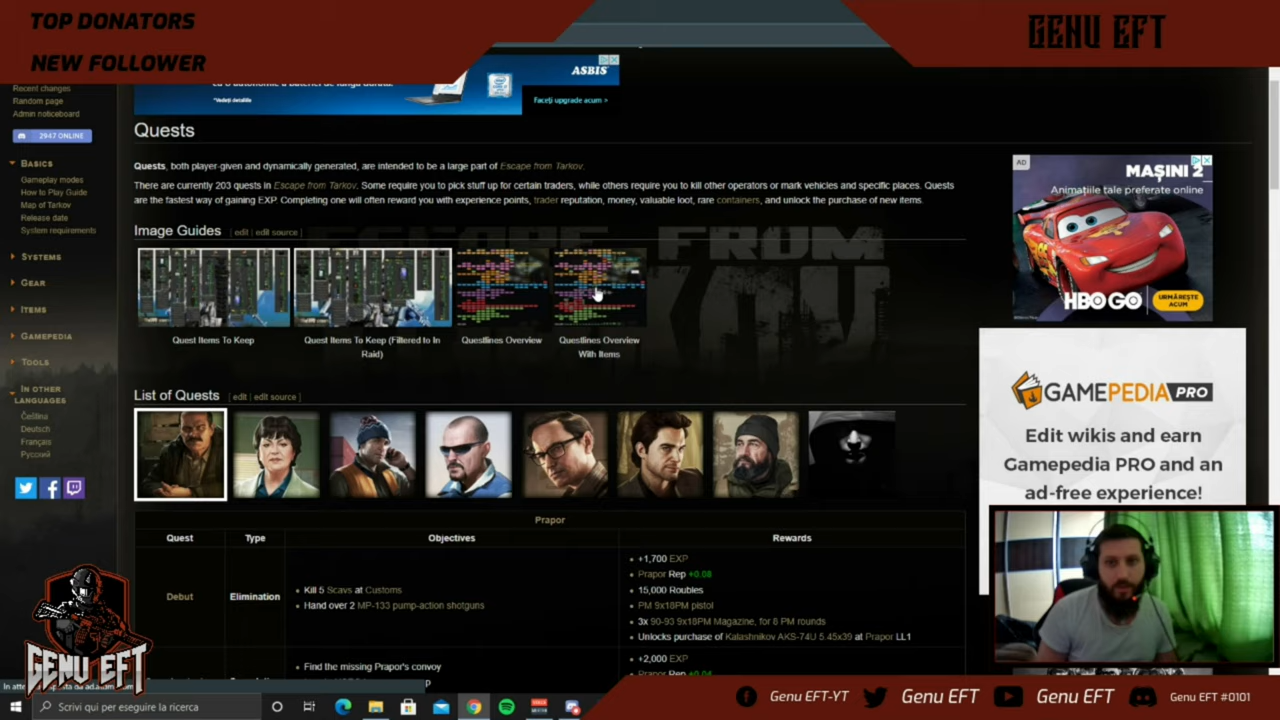 TOP DONATORS
NEW FOLLOWER
GENU EFT
ASBIS
*Vedeți detaliile
Faceți upgrade acum >
Recent changes
Random page
Admin noticeboard
2947 ONLINE
BASICS
Gameplay modes
How to Play Guide
Map of Tarkov
Release date
System requirements
SYSTEMS
GEAR
ITEMS
GAMEPEDIA
TOOLS
IN OTHER
LANGUAGES
Čeština
Deutsch
Français
Русский
Quests
Quests, both player-given and dynamically generated, are intended to be a large part of Escape from Tarkov.
There are currently 203 quests in Escape from Tarkov. Some require you to pick stuff up for certain traders, while others require you to kill other operators or mark vehicles and specific places. Quests
are the fastest way of gaining EXP. Completing one will often reward you with experience points, trader reputation, money, valuable loot, rare containers, and unlock the purchase of new items.
Image Guides [ edit | edit source ]
Quest Items To Keep
Quest Items To Keep (Filtered to In
Raid)
Questlines Overview
Questlines Overview
With Items
List of Quests [ edit | edit source ]
Prapor
Quest Type Objectives Rewards
Debut
Elimination
Kill 5 Scavs at Customs
Hand over 2 MP-133 pump-action shotguns
+1,700 EXP
Prapor Rep +0.08
15,000 Roubles
PM 9x18PM pistol
3x 90-93 9x18PM Magazine, for 8 PM rounds
Unlocks purchase of Kalashnikov AKS-74U 5.45x39 at Prapor LL1
Find the missing Prapor's convoy
+2,000 EXP
AD
MAȘINI 2
Animațiile tale preferate online
HBO GO
URMĂREȘTE
ACUM
GAMEPEDIA PRO
Edit wikis and earn
Gamepedia PRO and an
ad-free experience!
GENU EFT
Scrivi qui per eseguire la ricerca
Genu EFT-YT
Genu EFT
Genu EFT
Genu EFT #0101